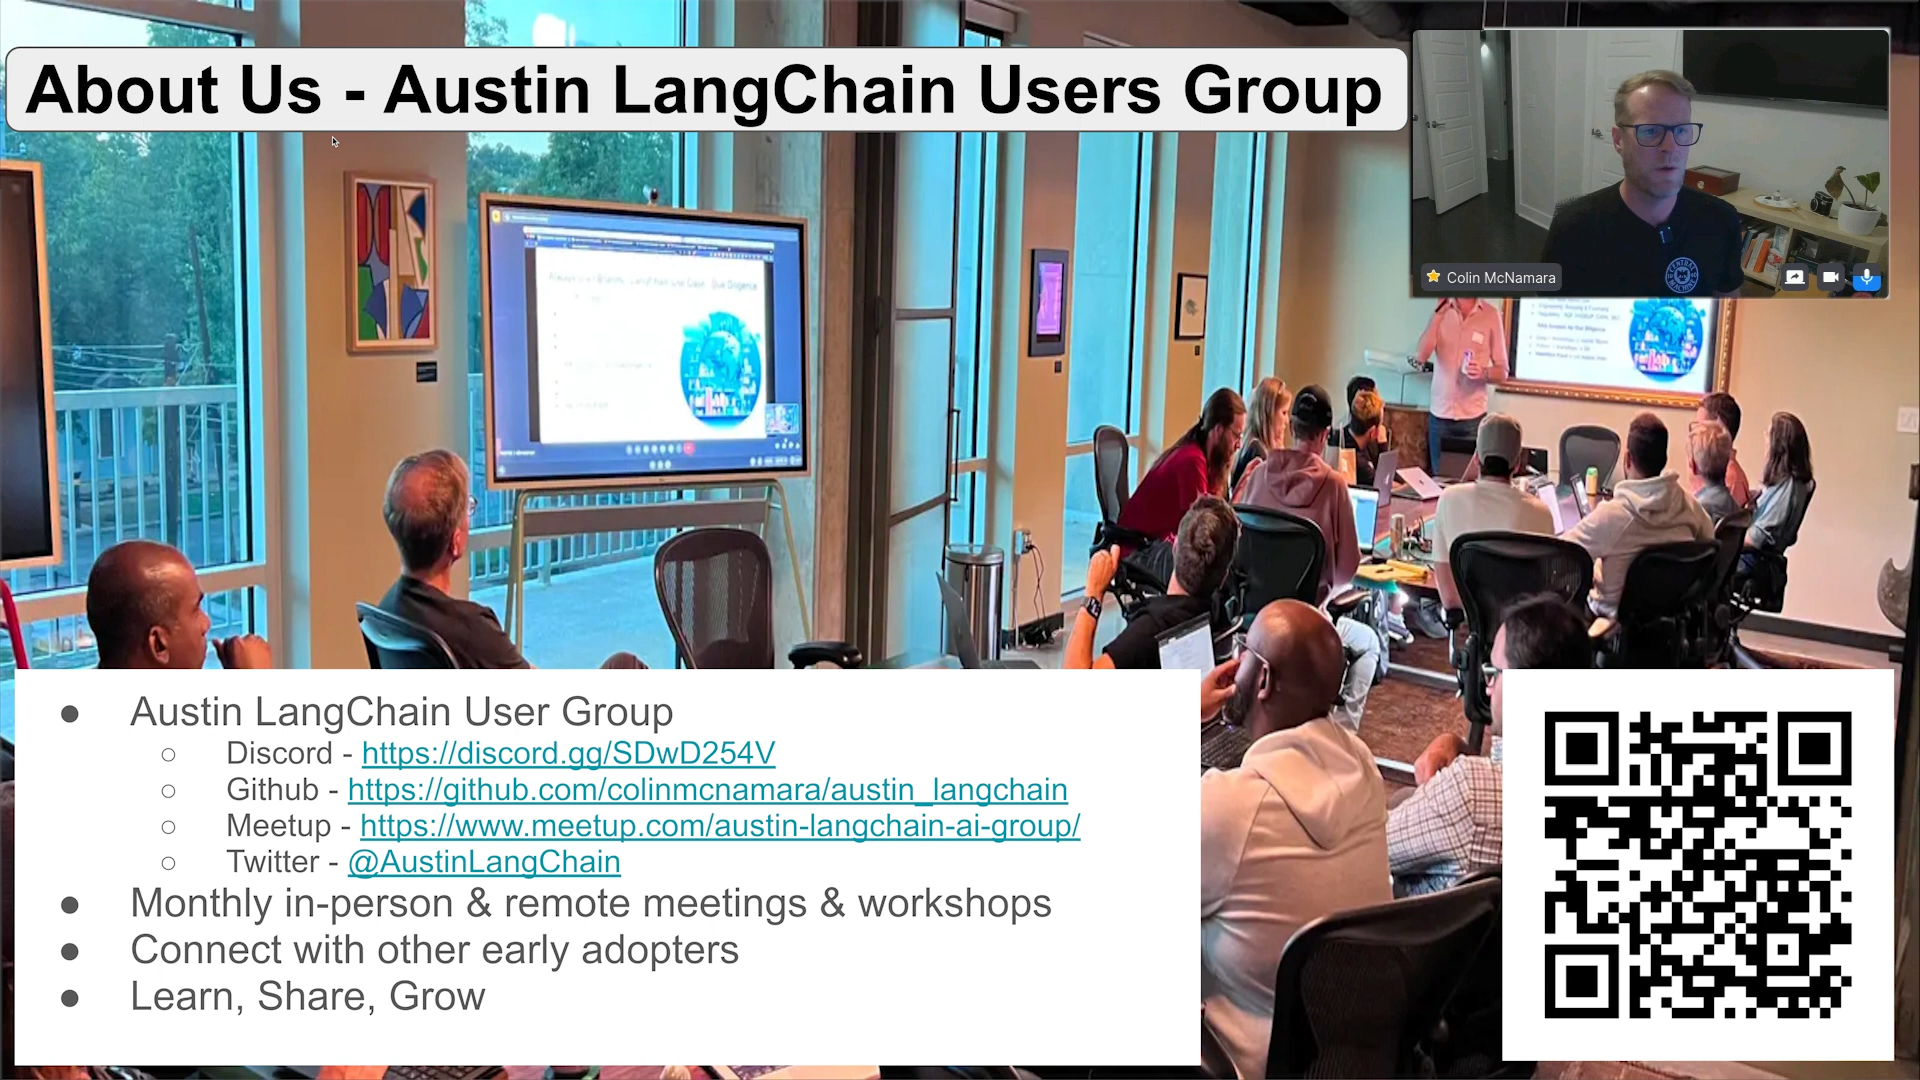 About Us - Austin LangChain Users Group
Colin McNamara
● Austin LangChain User Group
○ Discord - https://discord.gg/SDwD254V
○ Github - https://github.com/colinmcnamara/austin_langchain
○ Meetup - https://www.meetup.com/austin-langchain-ai-group/
○ Twitter - @AustinLangChain
● Monthly in-person & remote meetings & workshops
● Connect with other early adopters
● Learn, Share, Grow